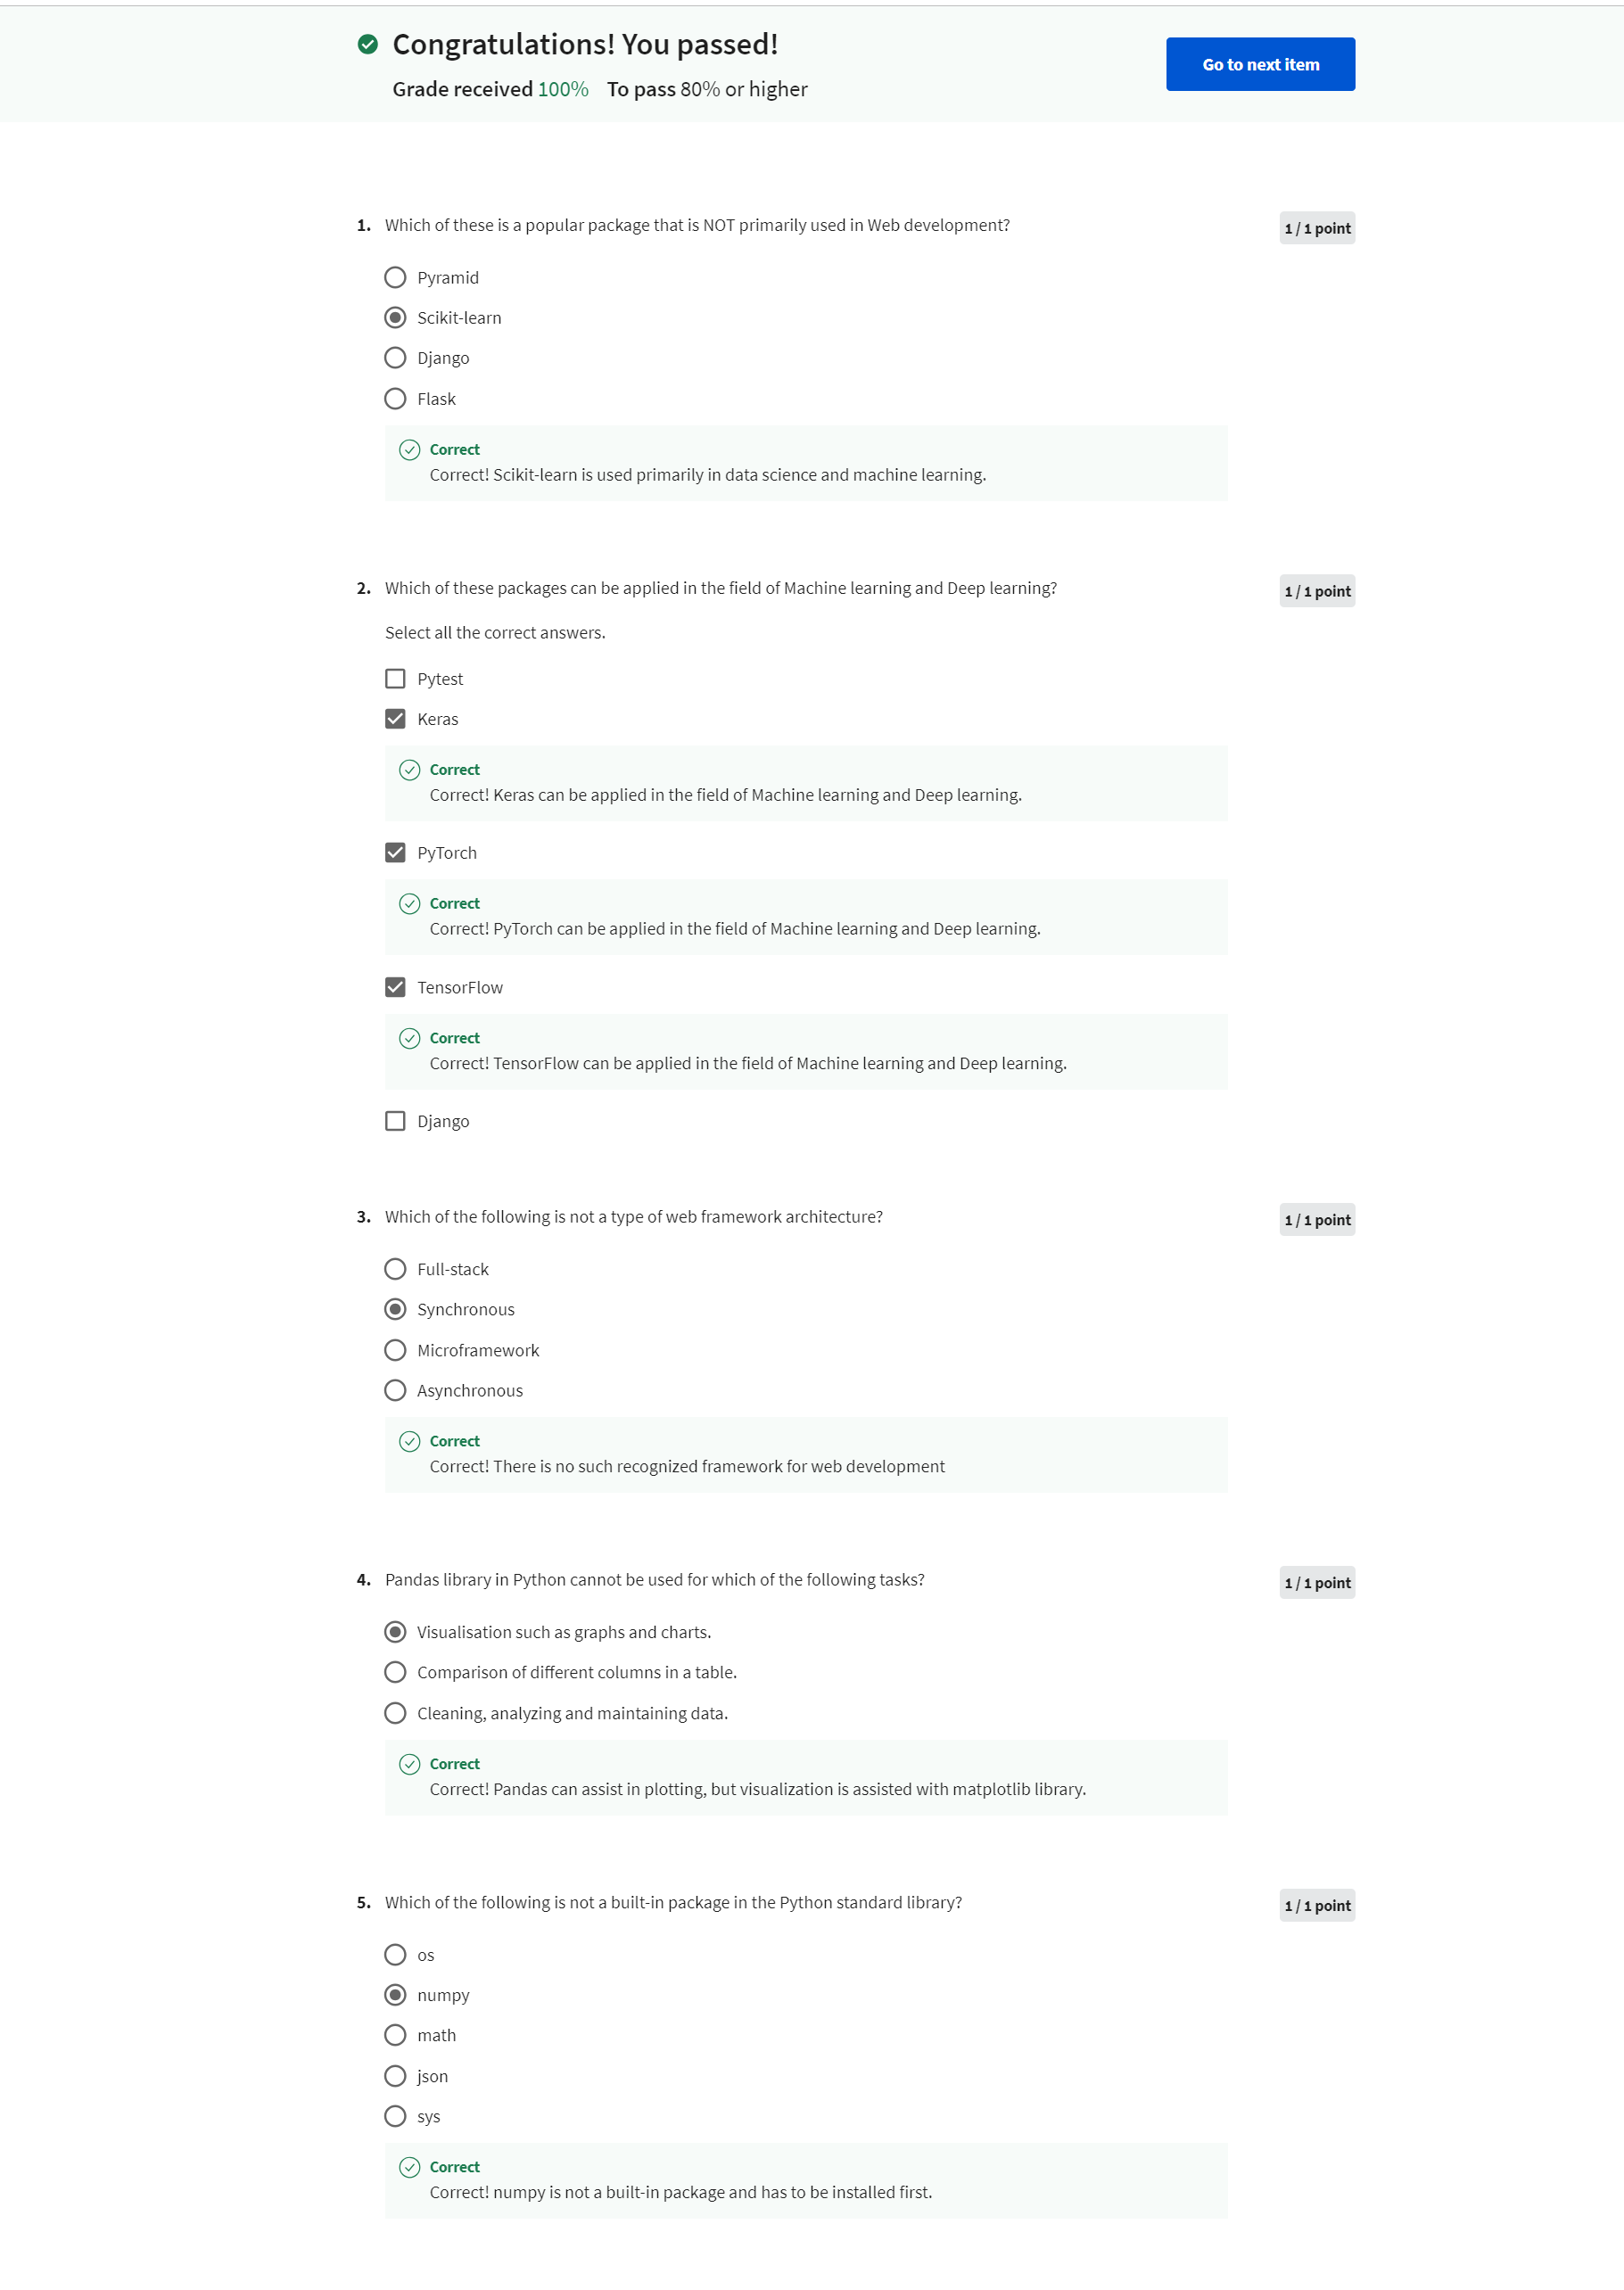 Congratulations! You passed!
Grade received 100% To pass 80% or higher
Go to next item
1. Which of these is a popular package that is NOT primarily used in Web development?
1 / 1 point
Pyramid
Scikit-learn
Django
Flask
Correct
Correct! Scikit-learn is used primarily in data science and machine learning.
2. Which of these packages can be applied in the field of Machine learning and Deep learning?
1 / 1 point
Select all the correct answers.
Pytest
Keras
Correct
Correct! Keras can be applied in the field of Machine learning and Deep learning.
PyTorch
Correct
Correct! PyTorch can be applied in the field of Machine learning and Deep learning.
TensorFlow
Correct
Correct! TensorFlow can be applied in the field of Machine learning and Deep learning.
Django
3. Which of the following is not a type of web framework architecture?
1 / 1 point
Full-stack
Synchronous
Microframework
Asynchronous
Correct
Correct! There is no such recognized framework for web development
4. Pandas library in Python cannot be used for which of the following tasks?
1 / 1 point
Visualisation such as graphs and charts.
Comparison of different columns in a table.
Cleaning, analyzing and maintaining data.
Correct
Correct! Pandas can assist in plotting, but visualization is assisted with matplotlib library.
5. Which of the following is not a built-in package in the Python standard library?
1 / 1 point
os
numpy
math
json
sys
Correct
Correct! numpy is not a built-in package and has to be installed first.